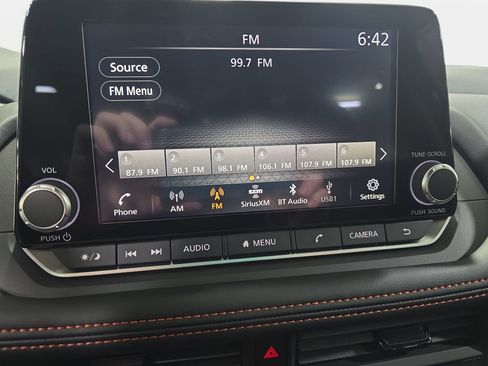 FM
6:42
99.7 FM
Source
FM Menu
1 2 3 4 5 6
87.9 FM 90.1 FM 98.1 FM 106.1 FM 107.9 FM 107.9 FM
VOL
TUNE·SCROLL
Phone AM FM sxm SiriusXM BT Audio USB1 Settings
PUSH
PUSH SOUND
AUDIO MENU CAMERA